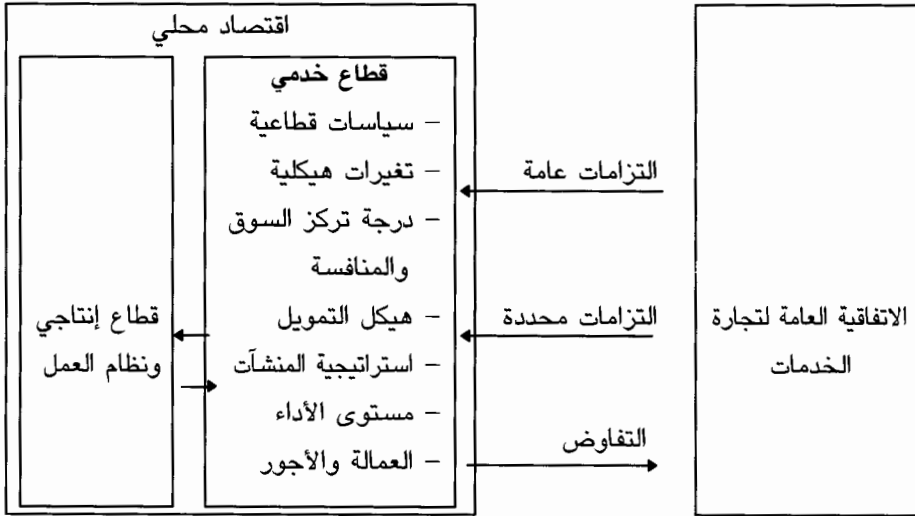 اقتصاد محلي
قطاع خدمي
– سياسات قطاعية
– تغيرات هيكلية
– درجة تركز السوق
والمنافسة
– هيكل التمويل
– استراتيجية المنشآت
– مستوى الأداء
– العمالة والأجور
قطاع إنتاجي
ونظام العمل
التزامات عامة
التزامات محددة
التفاوض
الاتفاقية العامة لتجارة
الخدمات